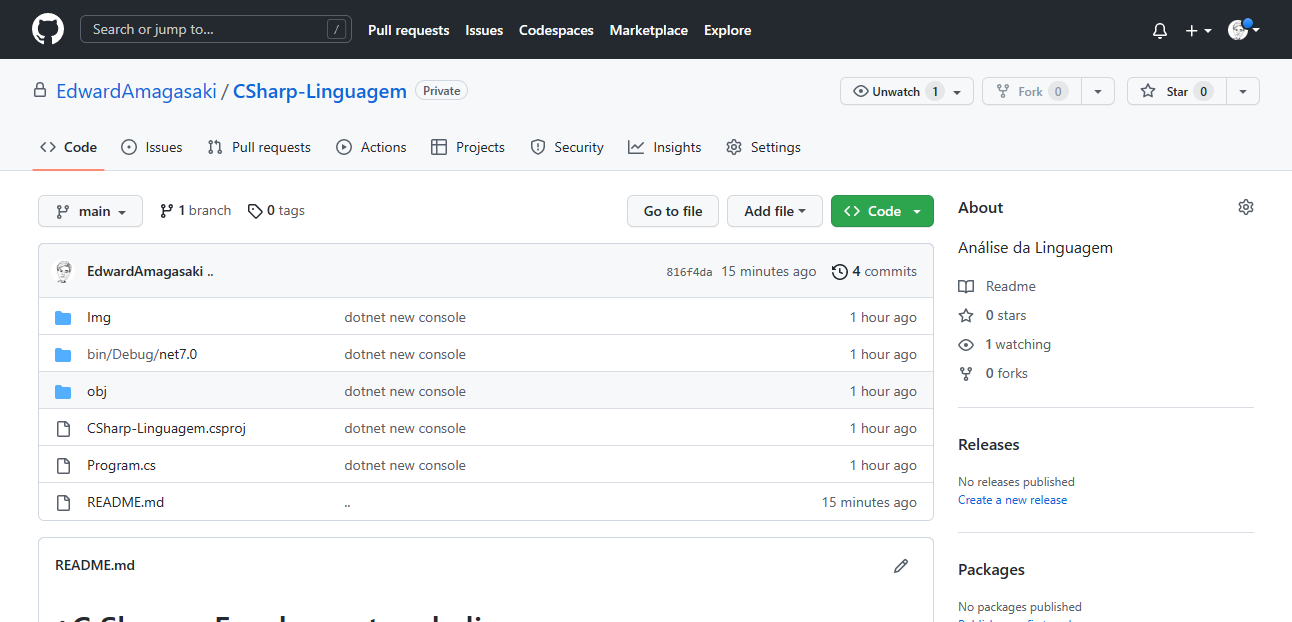 Search or jump to... /
Pull requests Issues Codespaces Marketplace Explore
EdwardAmagasaki / CSharp-Linguagem Private
Unwatch 1 Fork 0 Star 0
Code Issues Pull requests Actions Projects Security Insights Settings
main 1 branch 0 tags Go to file Add file Code
EdwardAmagasaki .. 816f4da 15 minutes ago 4 commits
Img dotnet new console 1 hour ago
bin/Debug/net7.0 dotnet new console 1 hour ago
obj dotnet new console 1 hour ago
CSharp-Linguagem.csproj dotnet new console 1 hour ago
Program.cs dotnet new console 1 hour ago
README.md .. 15 minutes ago
README.md
About
Análise da Linguagem
Readme
0 stars
1 watching
0 forks
Releases
No releases published
Create a new release
Packages
No packages published